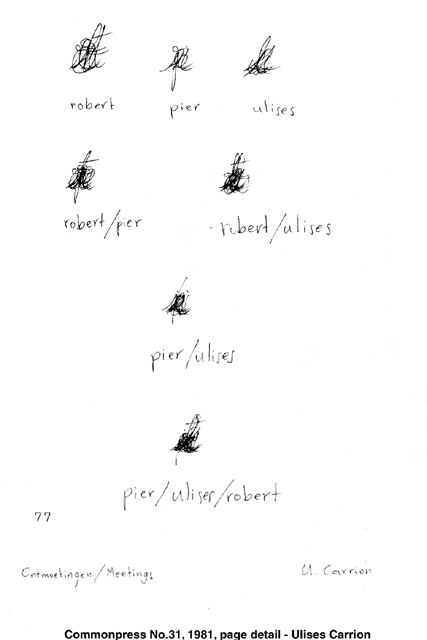 robert pier ulises
robert/pier robert/ulises
pier/ulises
pier/ulises/robert
77
Ontmoetingen/Meetings U. Carrión
Commonpress No.31, 1981, page detail - Ulises Carrion